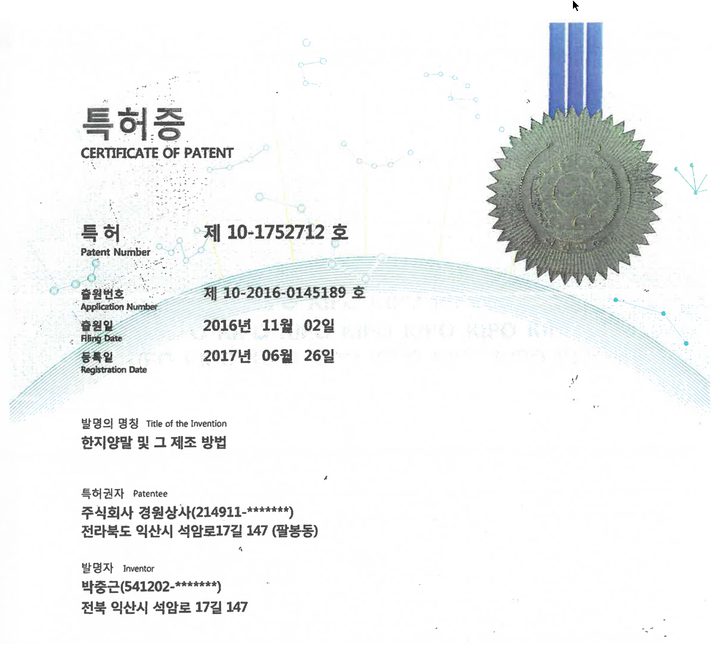 특허증
CERTIFICATE OF PATENT
특 허 제 10-1752712 호
Patent Number
출원번호 제 10-2016-0145189 호
Application Number
출원일 2016년 11월 02일
Filing Date
등록일 2017년 06월 26일
Registration Date
발명의 명칭 Title of the Invention
한지양말 및 그 제조 방법
특허권자 Patentee
주식회사 경원상사(214911-*******)
전라북도 익산시 석암로17길 147 (팔봉동)
발명자 Inventor
박중근(541202-*******)
전북 익산시 석암로 17길 147